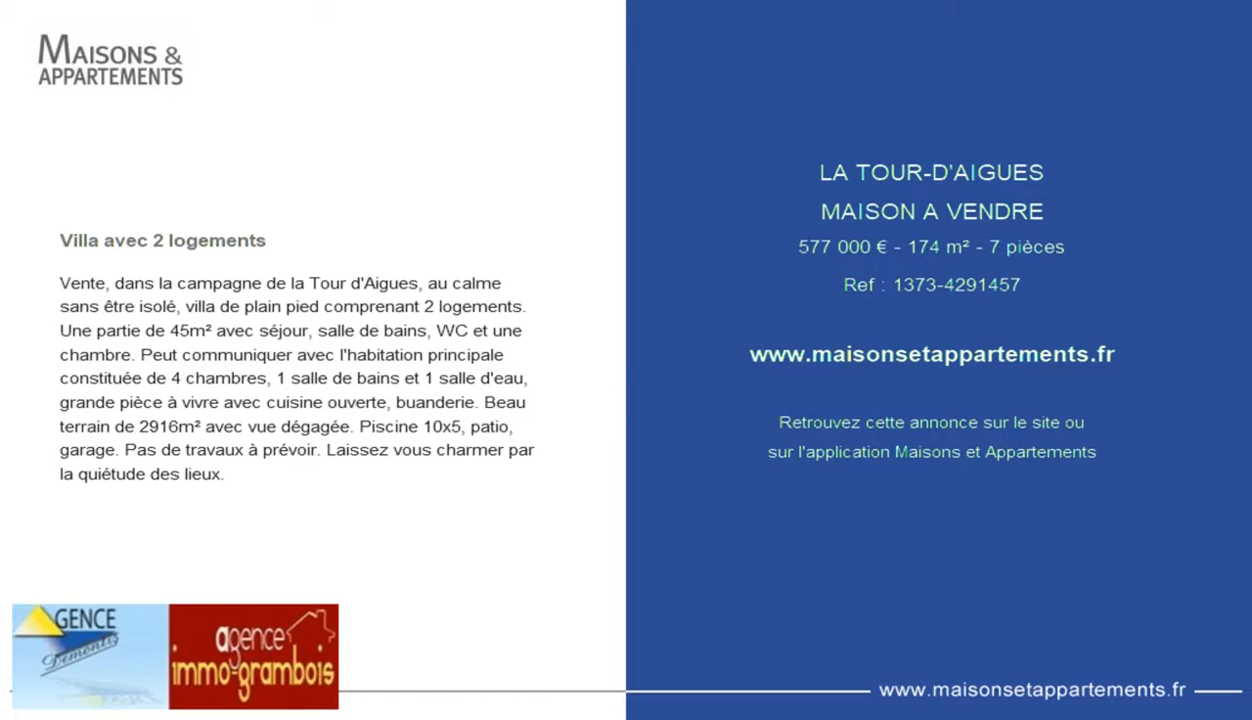 MAISONS &
APPARTEMENTS
Villa avec 2 logements
Vente, dans la campagne de la Tour d'Aigues, au calme
sans être isolé, villa de plain pied comprenant 2 logements.
Une partie de 45m² avec séjour, salle de bains, WC et une
chambre. Peut communiquer avec l'habitation principale
constituée de 4 chambres, 1 salle de bains et 1 salle d'eau,
grande pièce à vivre avec cuisine ouverte, buanderie. Beau
terrain de 2916m² avec vue dégagée. Piscine 10x5, patio,
garage. Pas de travaux à prévoir. Laissez vous charmer par
la quiétude des lieux.
LA TOUR-D'AIGUES
MAISON A VENDRE
577 000 € - 174 m² - 7 pièces
Ref : 1373-4291457
www.maisonsetappartements.fr
Retrouvez cette annonce sur le site ou
sur l'application Maisons et Appartements
AGENCE
Demontis
agence
immo-grambois
www.maisonsetappartements.fr